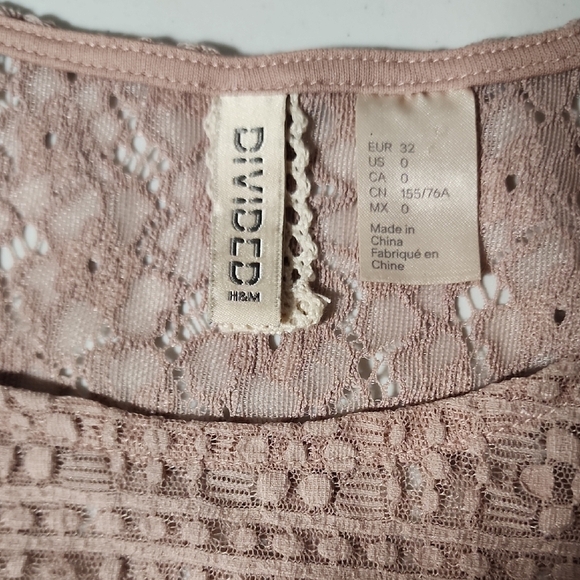 DIVIDED
H&M
EUR 32
US 0
CA 0
CN 155/76A
MX 0
Made in
China
Fabriqué en
Chine